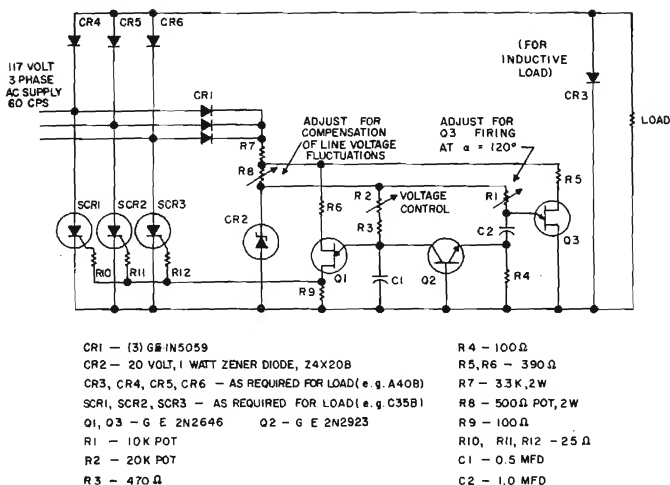 CR4 CR5 CR6
117 VOLT
3 PHASE
AC SUPPLY
60 CPS
CR1
(FOR
INDUCTIVE
LOAD)
CR3
LOAD
ADJUST FOR
COMPENSATION
OF LINE VOLTAGE
FLUCTUATIONS
ADJUST FOR
Q3 FIRING
AT α = 120°
R7
R8
R2
VOLTAGE
CONTROL
R1
R5
R6
R3
C2
Q3
SCR1 SCR2 SCR3
CR2
R10 R11 R12
Q1
R9
C1
Q2
R4
CR1 — (3) GE IN5059
CR2 — 20 VOLT, 1 WATT ZENER DIODE, Z4X20B
CR3, CR4, CR5, CR6 — AS REQUIRED FOR LOAD (e.g. A40B)
SCR1, SCR2, SCR3 — AS REQUIRED FOR LOAD (e.g. C35B)
Q1, Q3 — G E 2N2646 Q2 — G E 2N2923
R1 — 10K POT
R2 — 20K POT
R3 — 470 Ω
R4 — 100 Ω
R5, R6 — 390 Ω
R7 — 3.3K, 2W
R8 — 500 Ω POT, 2W
R9 — 100 Ω
R10, R11, R12 — 25 Ω
C1 — 0.5 MFD
C2 — 1.0 MFD